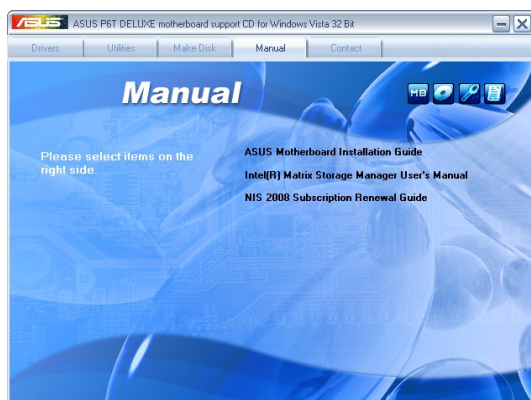 ASUS ASUS P6T DELUXE motherboard support CD for Windows Vista 32 Bit
Drivers Utilities Make Disk Manual Contact
Manual
MB
Please select items on the
right side.
ASUS Motherboard Installation Guide
Intel(R) Matrix Storage Manager User's Manual
NIS 2008 Subscription Renewal Guide